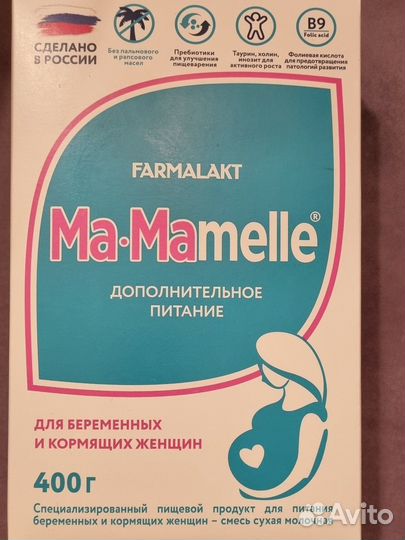 СДЕЛАНО
В РОССИИ
Без пальмового
и рапсового
масел
Пребиотики
для улучшения
пищеварения
Таурин, холин,
инозит для
активного роста
B9
Folic acid
Фолиевая кислота
для предотвращения
патологий развития
FARMALAKT
Ma·Mamelle®
ДОПОЛНИТЕЛЬНОЕ
ПИТАНИЕ
ДЛЯ БЕРЕМЕННЫХ
И КОРМЯЩИХ ЖЕНЩИН
400 г
Специализированный пищевой продукт для питания
беременных и кормящих женщин – смесь сухая молочная
Avito